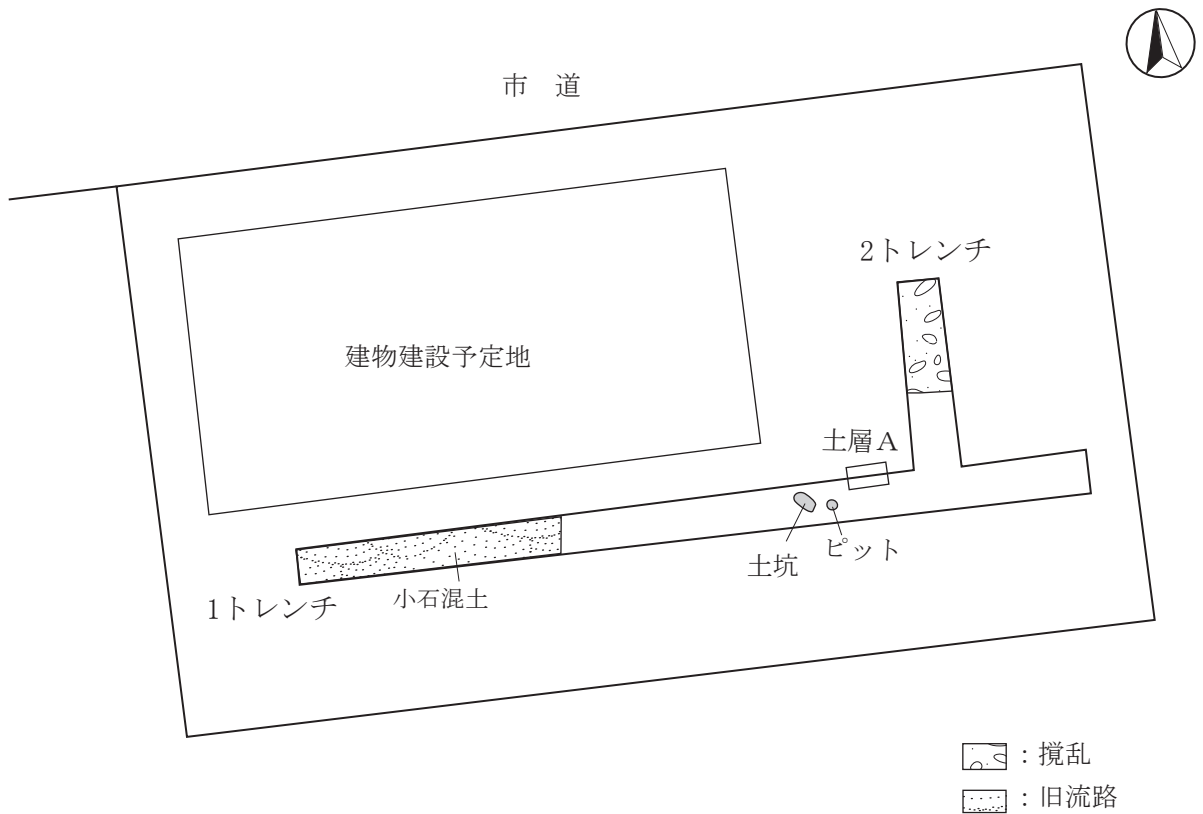 市　道
2トレンチ
建物建設予定地
土層A
ピット
土坑
小石混土
1トレンチ
：撹乱
：旧流路